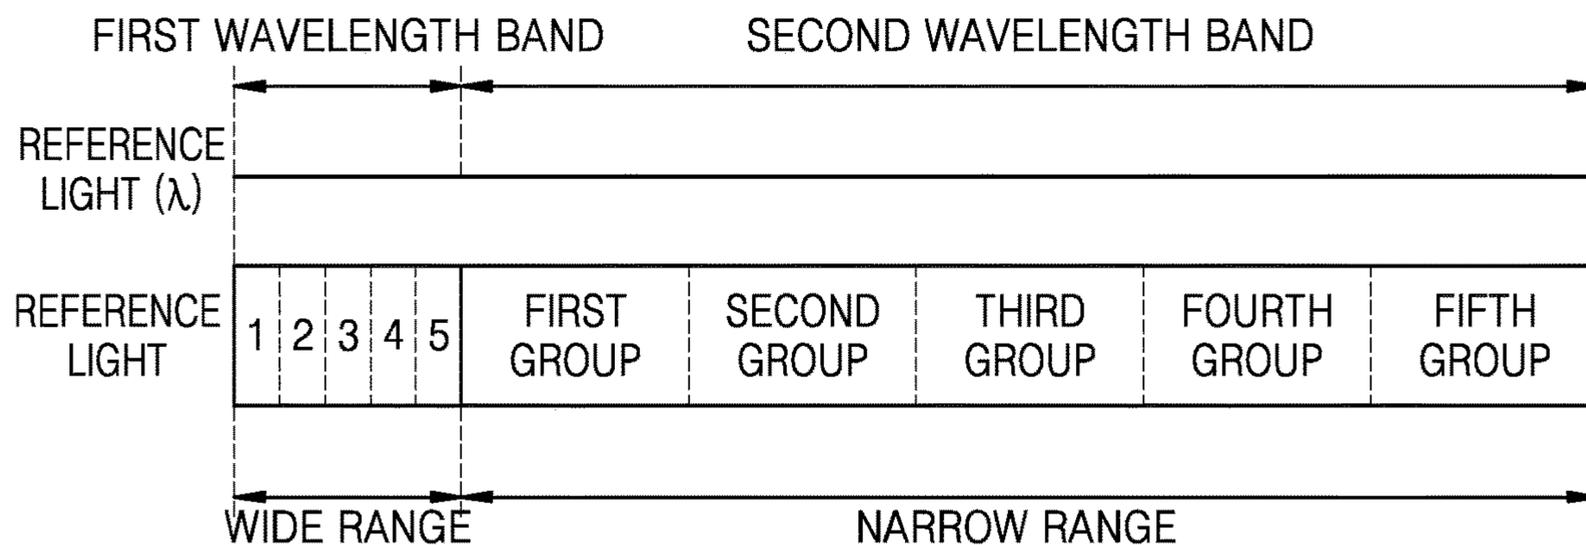 FIRST WAVELENGTH BAND
SECOND WAVELENGTH BAND
REFERENCE
LIGHT (λ)
REFERENCE
LIGHT
1
2
3
4
5
FIRST
GROUP
SECOND
GROUP
THIRD
GROUP
FOURTH
GROUP
FIFTH
GROUP
WIDE RANGE
NARROW RANGE